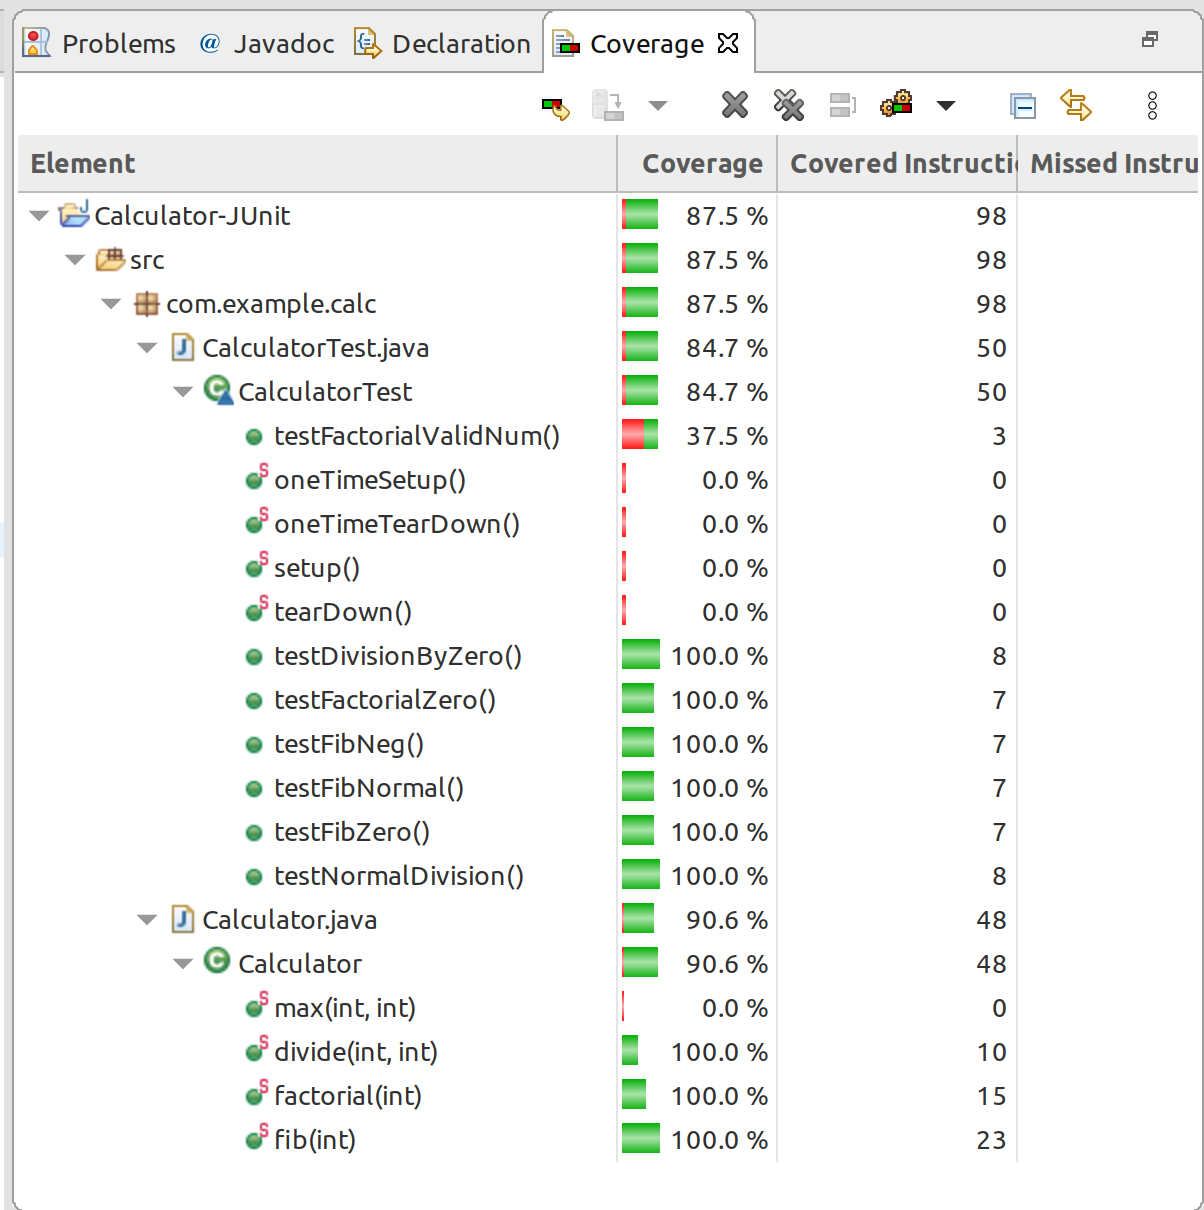 Problems @ Javadoc Declaration Coverage
Element Coverage Covered Instructi Missed Instru
Calculator-JUnit 87.5 % 98
src 87.5 % 98
com.example.calc 87.5 % 98
CalculatorTest.java 84.7 % 50
CalculatorTest 84.7 % 50
testFactorialValidNum() 37.5 % 3
oneTimeSetup() 0.0 % 0
oneTimeTearDown() 0.0 % 0
setup() 0.0 % 0
tearDown() 0.0 % 0
testDivisionByZero() 100.0 % 8
testFactorialZero() 100.0 % 7
testFibNeg() 100.0 % 7
testFibNormal() 100.0 % 7
testFibZero() 100.0 % 7
testNormalDivision() 100.0 % 8
Calculator.java 90.6 % 48
Calculator 90.6 % 48
max(int, int) 0.0 % 0
divide(int, int) 100.0 % 10
factorial(int) 100.0 % 15
fib(int) 100.0 % 23